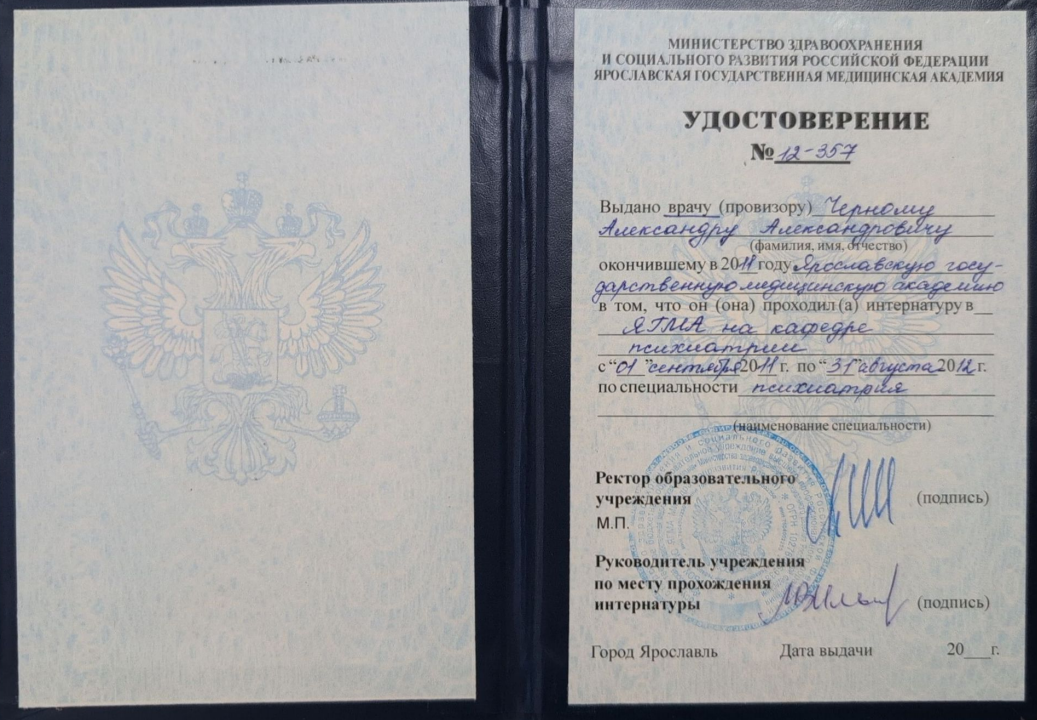 МИНИСТЕРСТВО ЗДРАВООХРАНЕНИЯ
И СОЦИАЛЬНОГО РАЗВИТИЯ РОССИЙСКОЙ ФЕДЕРАЦИИ
ЯРОСЛАВСКАЯ ГОСУДАРСТВЕННАЯ МЕДИЦИНСКАЯ АКАДЕМИЯ
УДОСТОВЕРЕНИЕ
№ 12-357
Выдано врачу (провизору) Черному
Александру Александровичу
(фамилия, имя, отчество)
окончившему в 2011 году Ярославскую госу-
дарственную медицинскую академию
в том, что он (она) проходил(а) интернатуру в
ЯГМА на кафедре
психиатрии
с "01" сентября 2011 г. по "31" августа 2012 г.
по специальности психиатрия
(наименование специальности)
Ректор образовательного
учреждения (подпись)
М.П.
Руководитель учреждения
по месту прохождения
интернатуры (подпись)
Город Ярославль Дата выдачи 20___г.